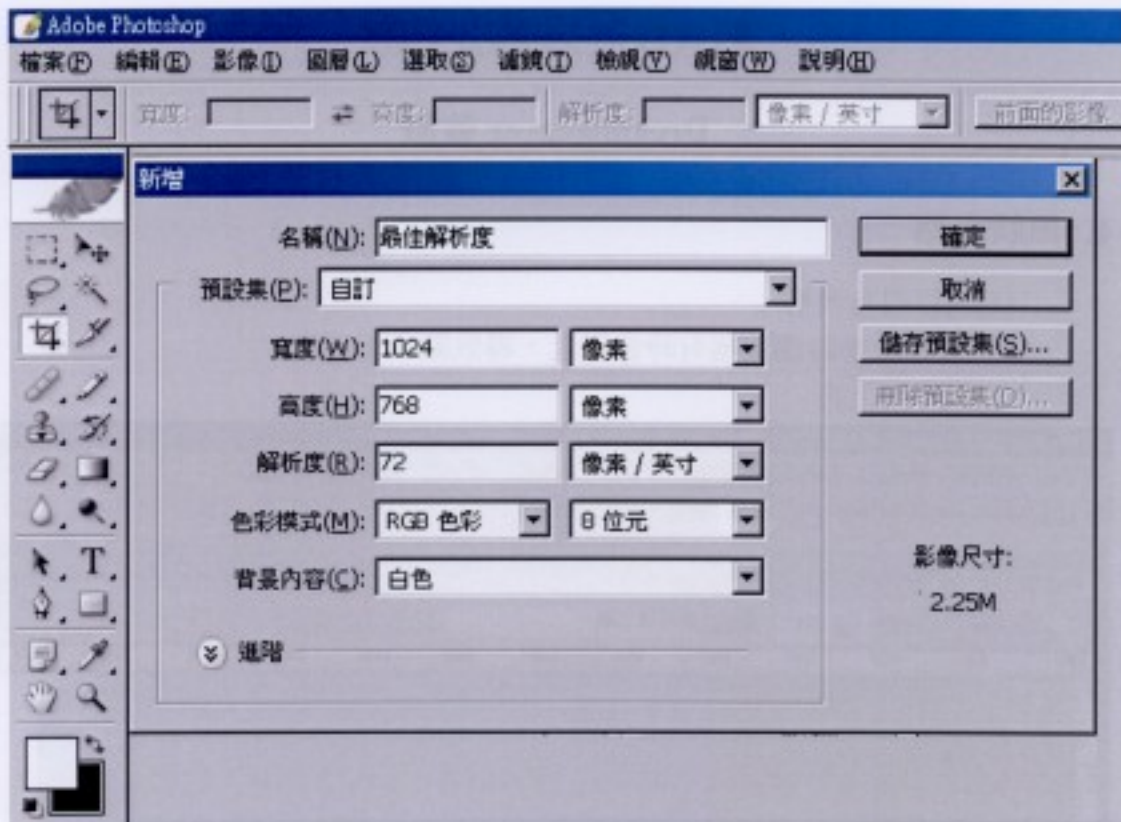 Adobe Photoshop
檔案(F) 編輯(E) 影像(I) 圖層(L) 選取(S) 濾鏡(T) 檢視(V) 視窗(W) 說明(H)
寬度: 高度: 解析度: 像素 / 英寸 前面的影像
新增
名稱(N): 最佳解析度 確定
預設集(P): 自訂 取消
寬度(W): 1024 像素 儲存預設集(S)...
高度(H): 768 像素 刪除預設集(D)...
解析度(R): 72 像素 / 英寸
色彩模式(M): RGB 色彩 8 位元
影像尺寸:
背景內容(C): 白色
2.25M
進階
T